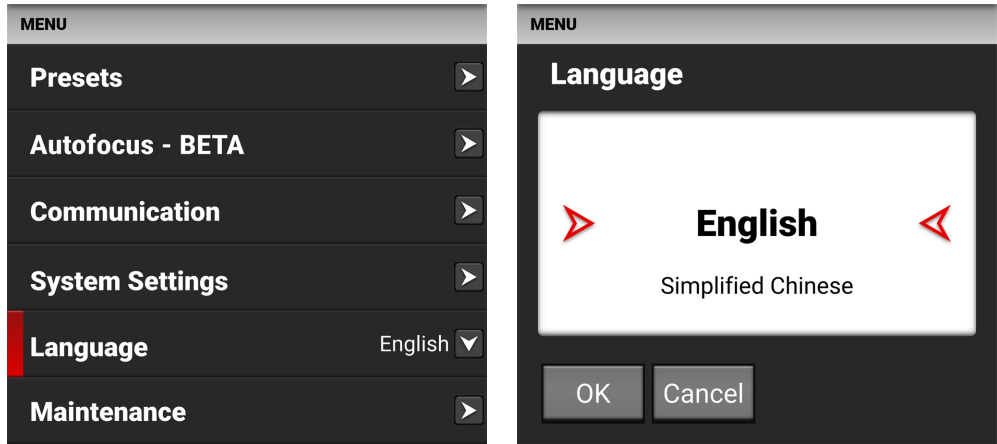 MENU
Presets
Autofocus - BETA
Communication
System Settings
Language English
Maintenance
MENU
Language
English
Simplified Chinese
OK Cancel